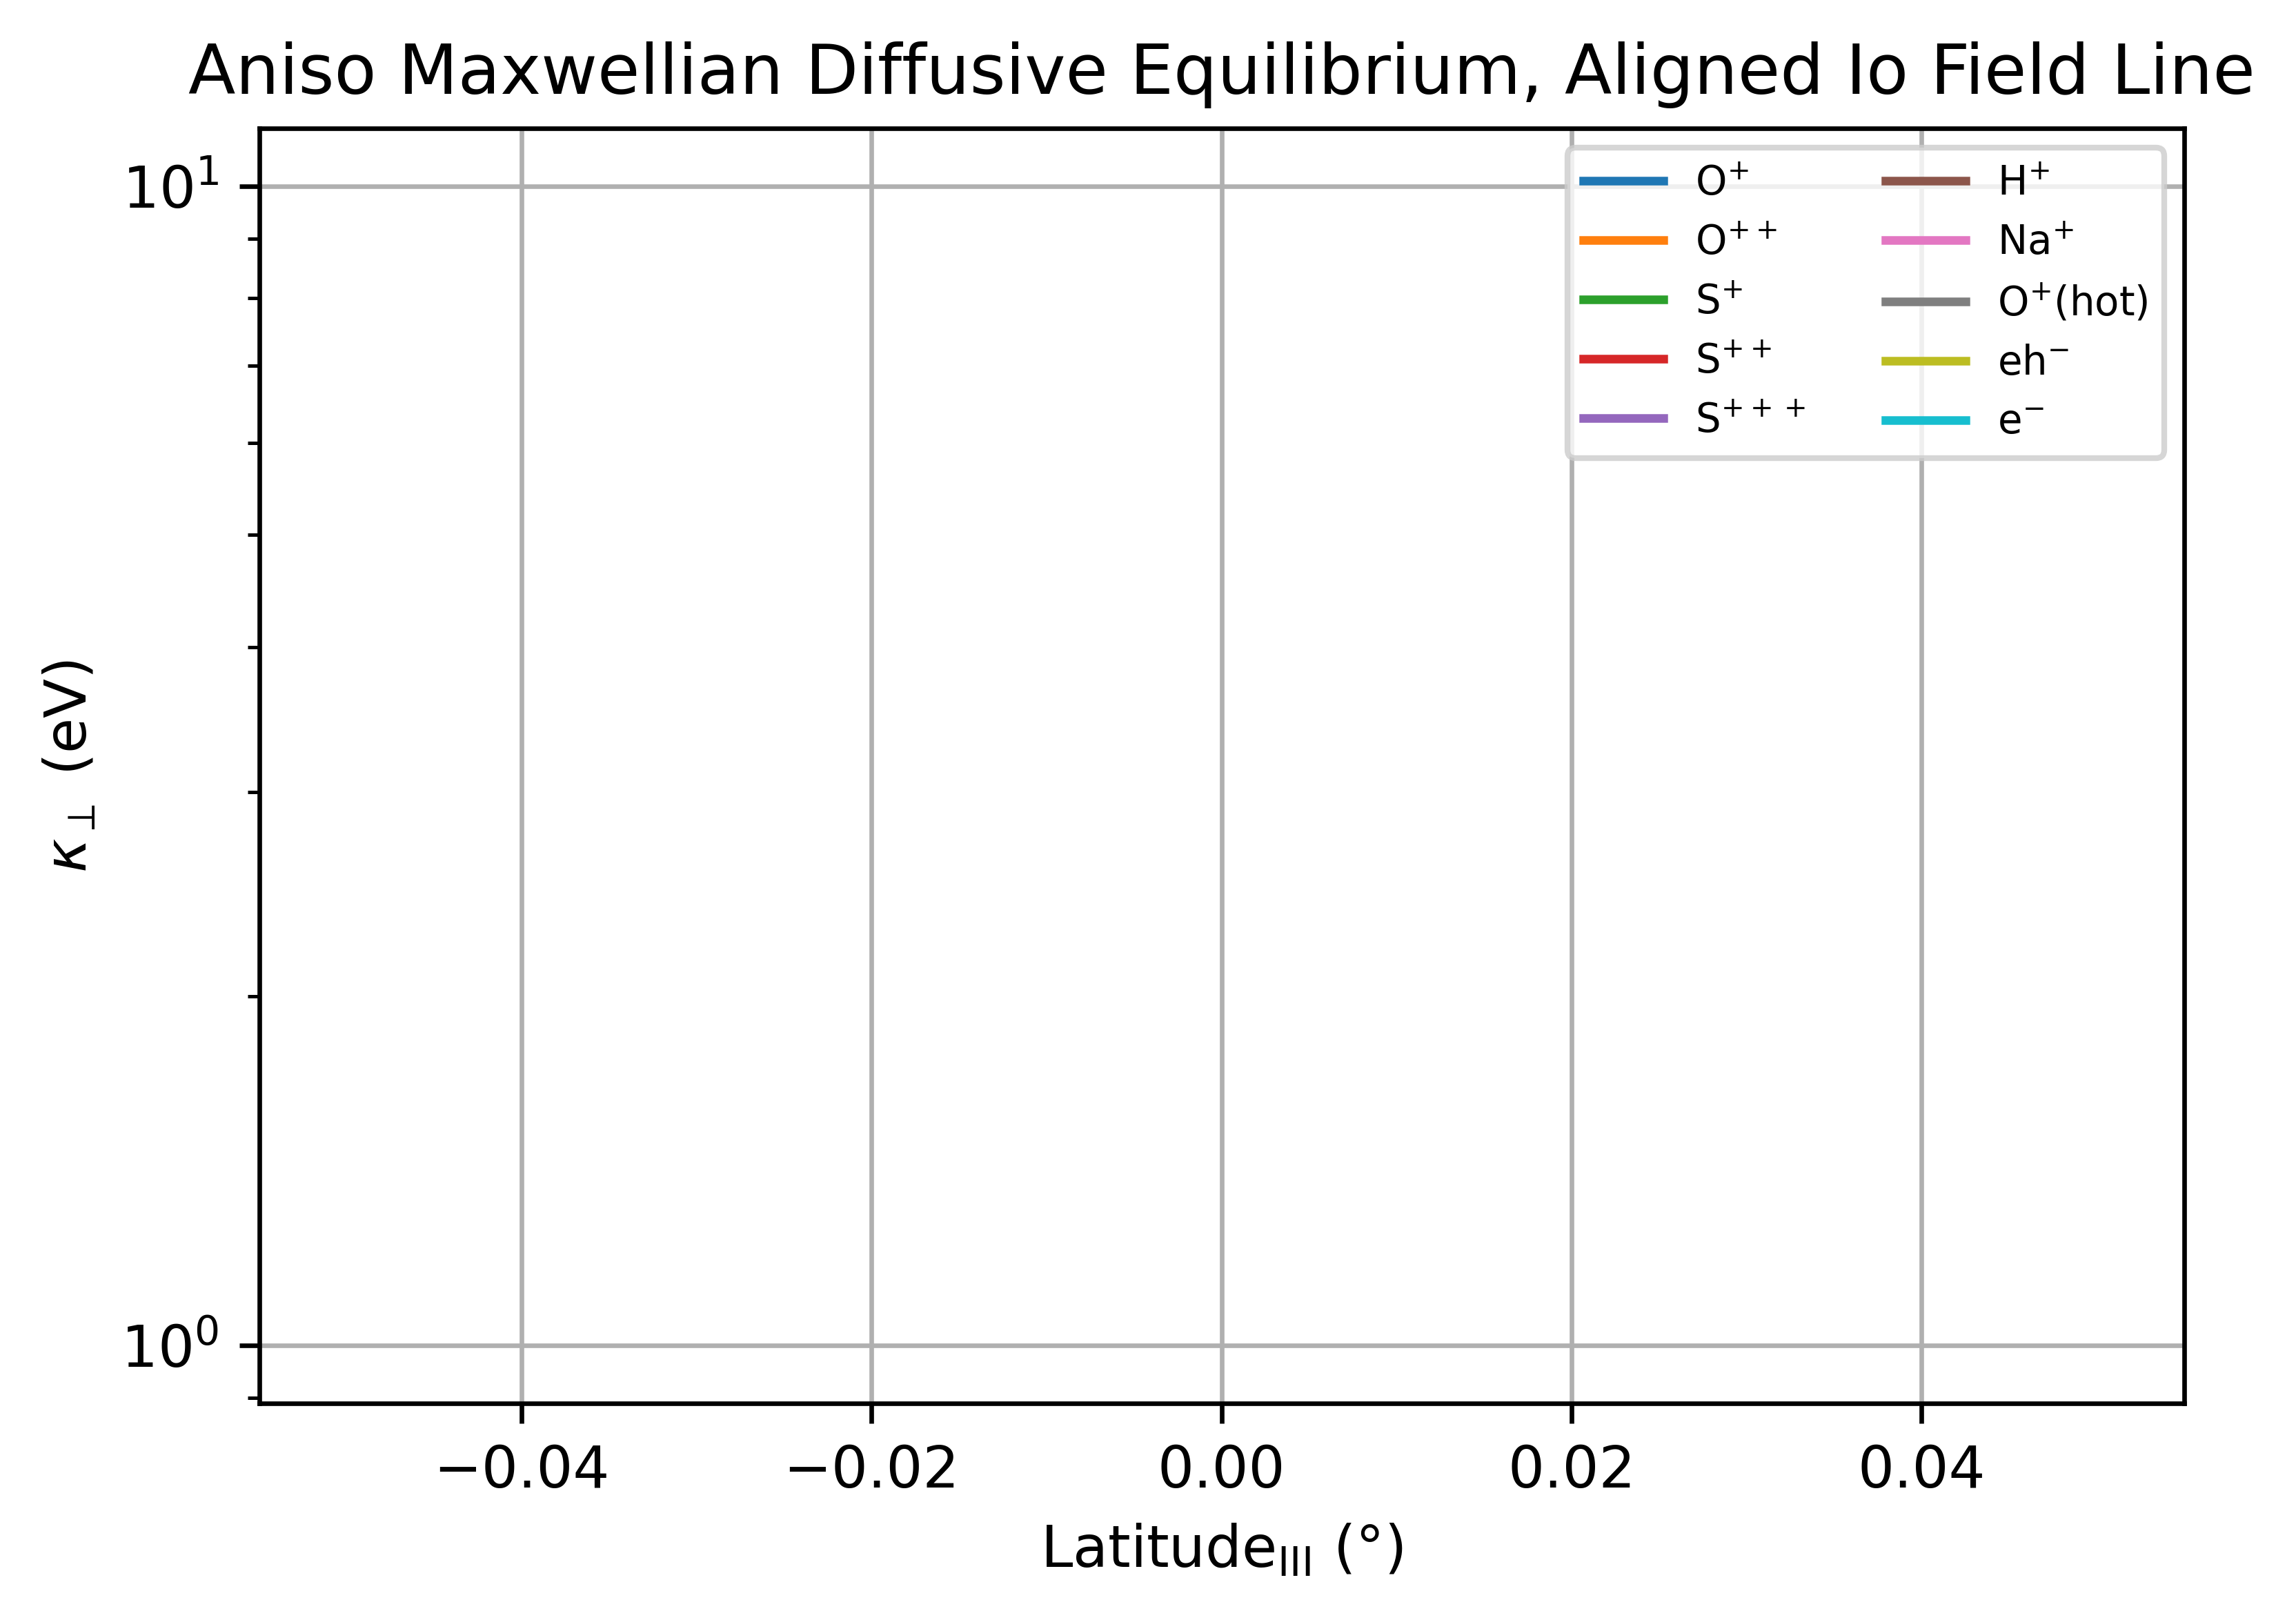 Aniso Maxwellian Diffusive Equilibrium, Aligned Io Field Line
10¹
10⁰
κ⊥ (eV)
O⁺
O⁺⁺
S⁺
S⁺⁺
S⁺⁺⁺
H⁺
Na⁺
O⁺(hot)
eh⁻
e⁻
−0.04 −0.02 0.00 0.02 0.04
Latitude_III (°)